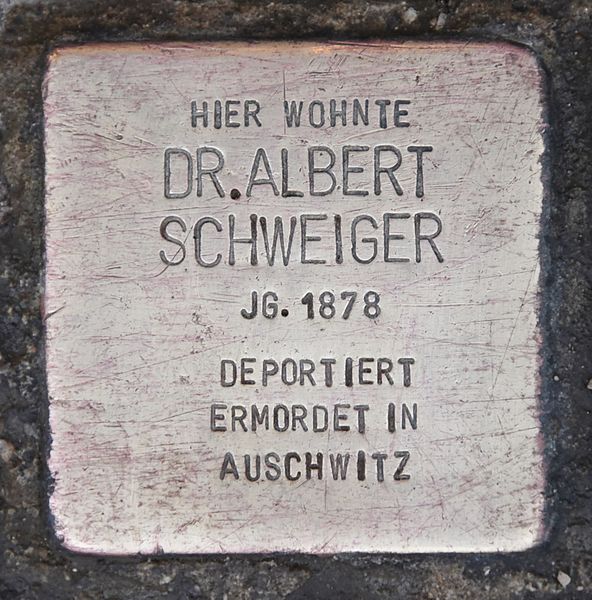 HIER WOHNTE
DR. ALBERT
SCHWEIGER
JG. 1878
DEPORTIERT
ERMORDET IN
AUSCHWITZ